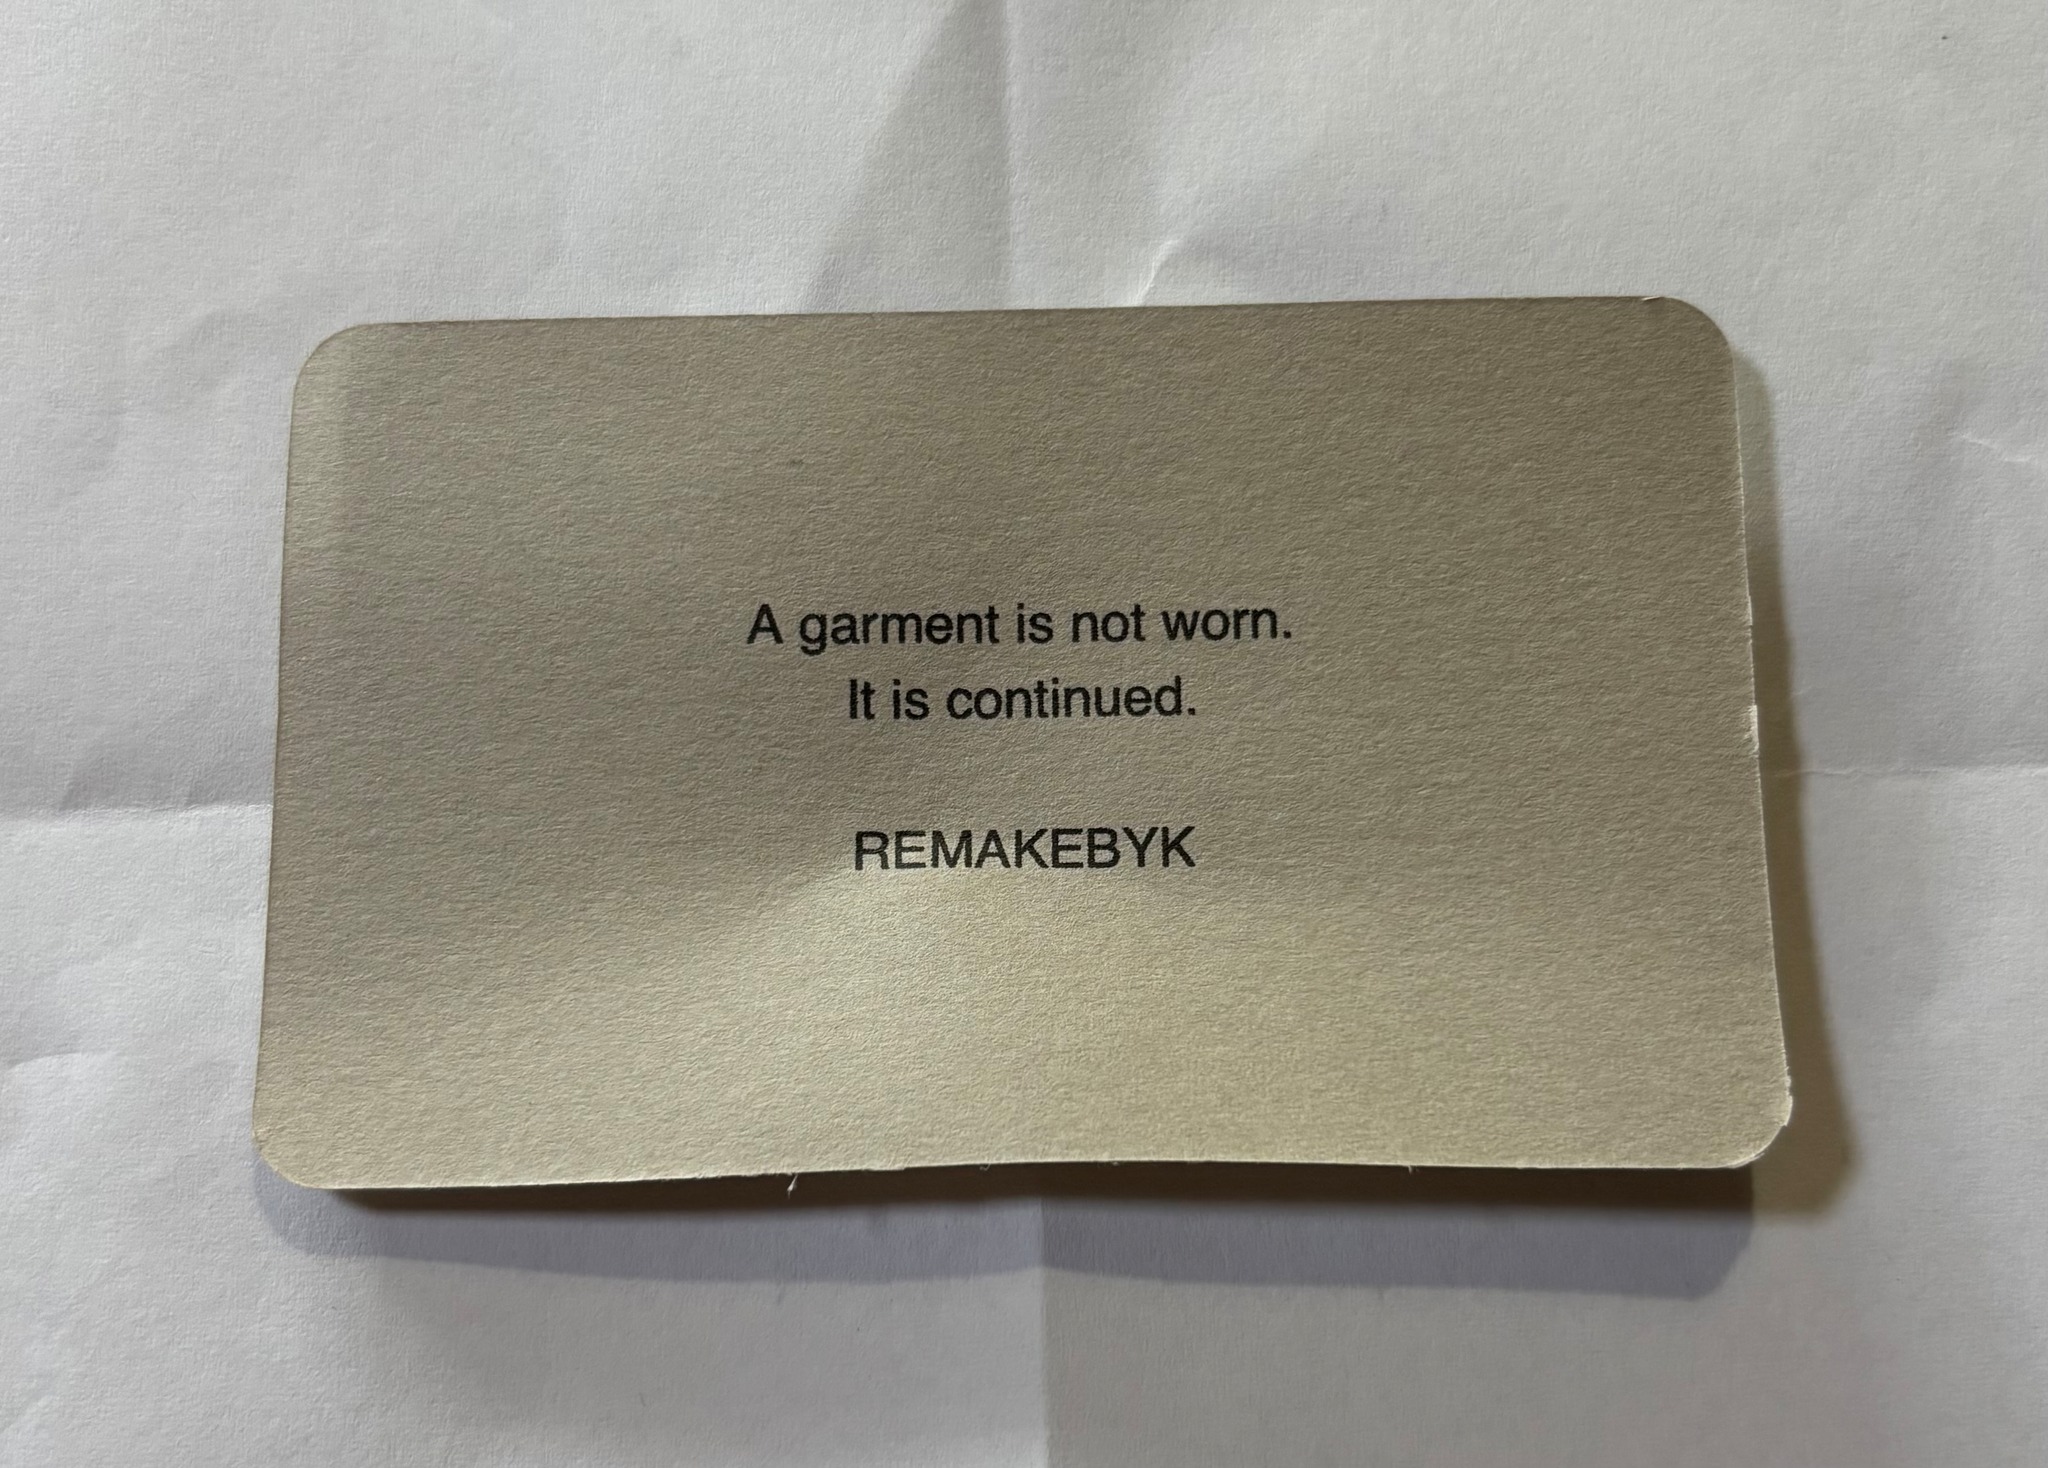 A garment is not worn.
It is continued.
REMAKEBYK